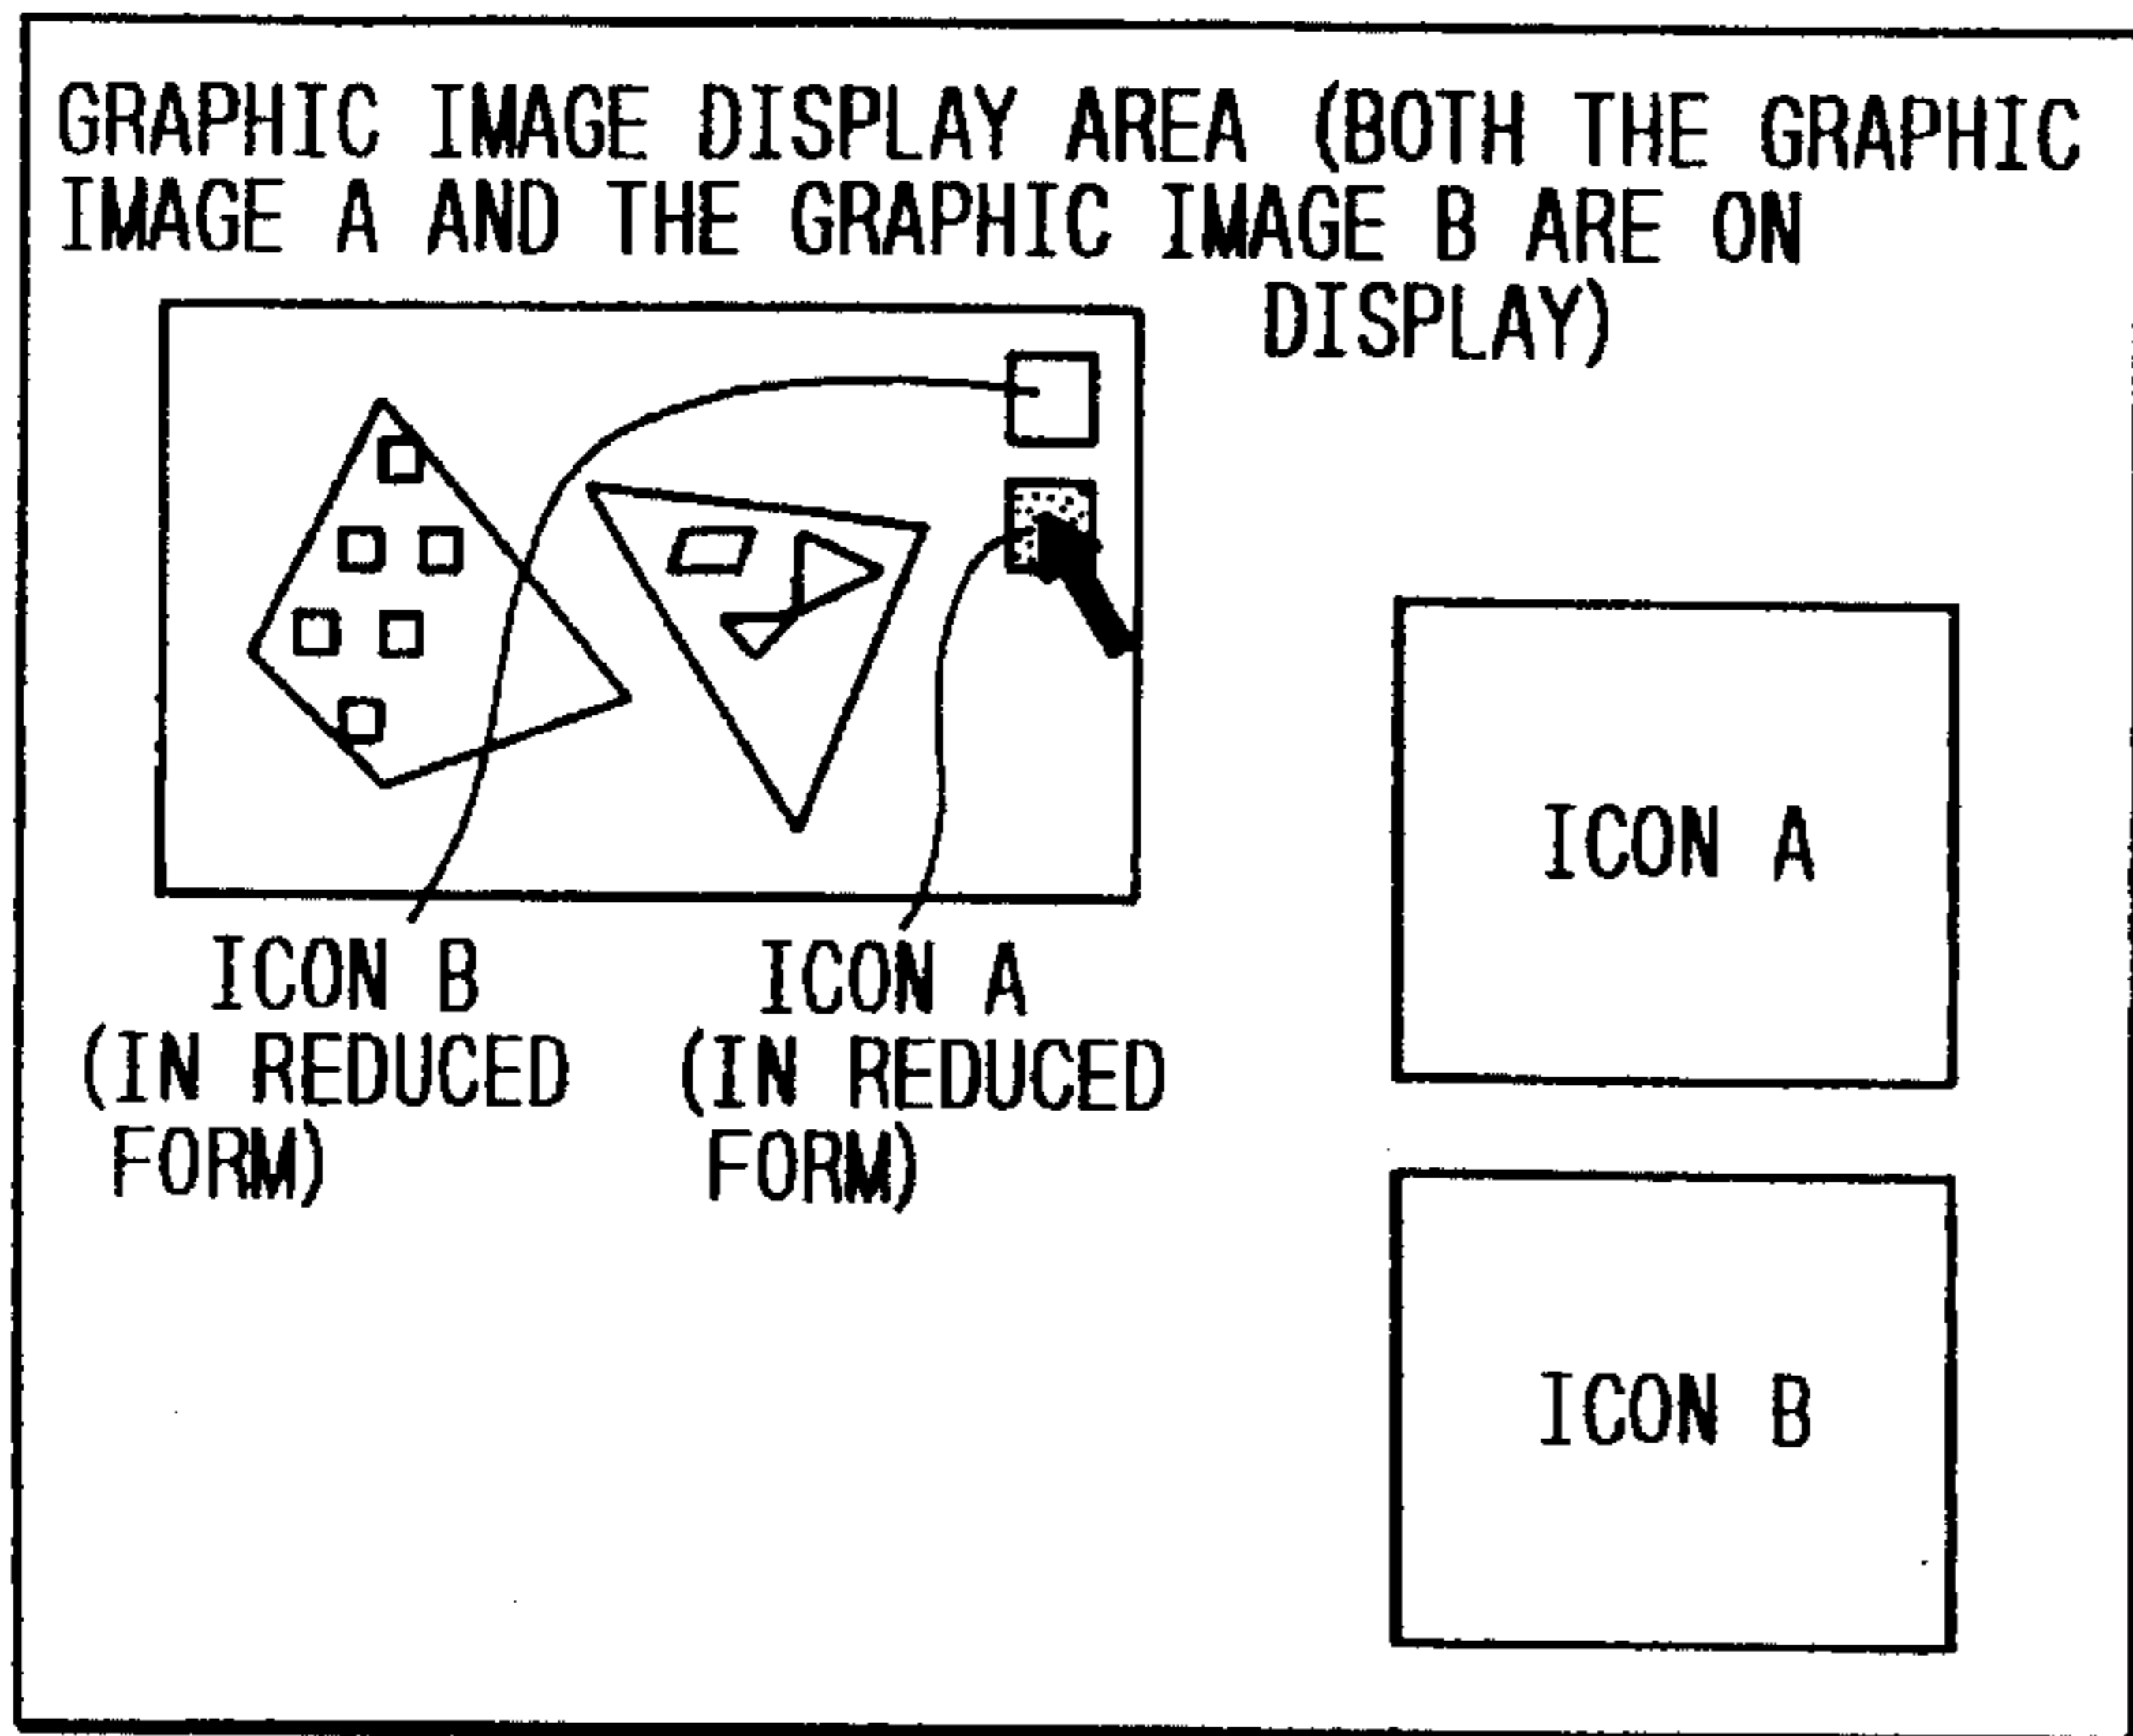 GRAPHIC IMAGE DISPLAY AREA (BOTH THE GRAPHIC
IMAGE A AND THE GRAPHIC IMAGE B ARE ON
DISPLAY)
ICON B
(IN REDUCED
FORM)
ICON A
(IN REDUCED
FORM)
ICON A
ICON B